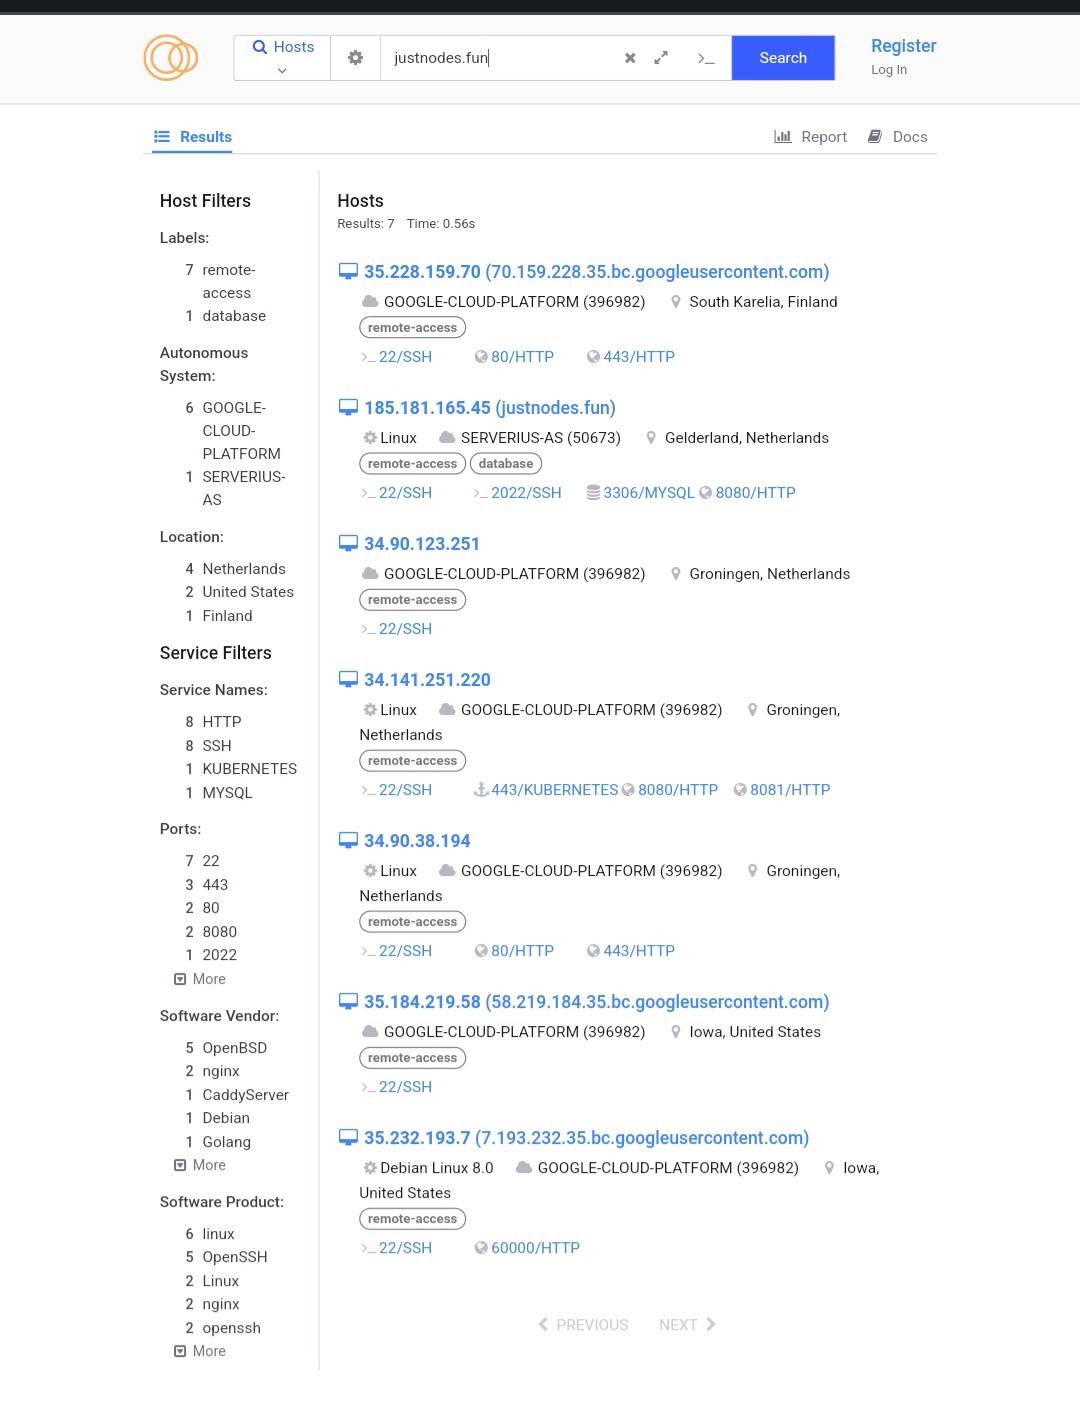 Hosts
justnodes.fun
Search
Register
Log In
Results
Report
Docs
Host Filters
Labels:
7 remote-
access
1 database
Autonomous
System:
6 GOOGLE-
CLOUD-
PLATFORM
1 SERVERIUS-
AS
Location:
4 Netherlands
2 United States
1 Finland
Service Filters
Service Names:
8 HTTP
8 SSH
1 KUBERNETES
1 MYSQL
Ports:
7 22
3 443
2 80
2 8080
1 2022
More
Software Vendor:
5 OpenBSD
2 nginx
1 CaddyServer
1 Debian
1 Golang
More
Software Product:
6 linux
5 OpenSSH
2 Linux
2 nginx
2 openssh
More
Hosts
Results: 7 Time: 0.56s
35.228.159.70 (70.159.228.35.bc.googleusercontent.com)
GOOGLE-CLOUD-PLATFORM (396982) South Karelia, Finland
remote-access
22/SSH 80/HTTP 443/HTTP
185.181.165.45 (justnodes.fun)
Linux SERVERIUS-AS (50673) Gelderland, Netherlands
remote-access database
22/SSH 2022/SSH 3306/MYSQL 8080/HTTP
34.90.123.251
GOOGLE-CLOUD-PLATFORM (396982) Groningen, Netherlands
remote-access
22/SSH
34.141.251.220
Linux GOOGLE-CLOUD-PLATFORM (396982) Groningen,
Netherlands
remote-access
22/SSH 443/KUBERNETES 8080/HTTP 8081/HTTP
34.90.38.194
Linux GOOGLE-CLOUD-PLATFORM (396982) Groningen,
Netherlands
remote-access
22/SSH 80/HTTP 443/HTTP
35.184.219.58 (58.219.184.35.bc.googleusercontent.com)
GOOGLE-CLOUD-PLATFORM (396982) Iowa, United States
remote-access
22/SSH
35.232.193.7 (7.193.232.35.bc.googleusercontent.com)
Debian Linux 8.0 GOOGLE-CLOUD-PLATFORM (396982) Iowa,
United States
remote-access
22/SSH 60000/HTTP
PREVIOUS NEXT